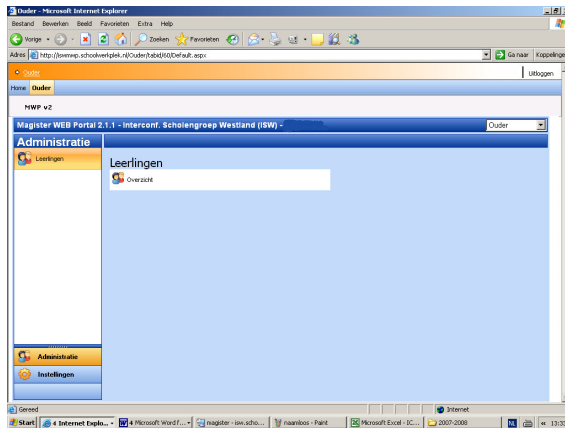 Ouder - Microsoft Internet Explorer
Bestand Bewerken Beeld Favorieten Extra Help
Vorige Zoeken Favorieten
Adres http://iswmwp.schoolwerkplek.nl/Ouder/tabid/60/Default.aspx Ga naar Koppelinge
Ouder Uitloggen
Home Ouder
MWP v2
Magister WEB Portal 2.1.1 - Interconf. Scholengroep Westland (ISW) - Ouder
Administratie
Leerlingen
Leerlingen
Overzicht
Administratie
Instellingen
Gereed Internet
Start 4 Internet Explo... 4 Microsoft Word f... magister - isw.scho... naamloos - Paint Microsoft Excel - IC... 2007-2008 NL 13:33